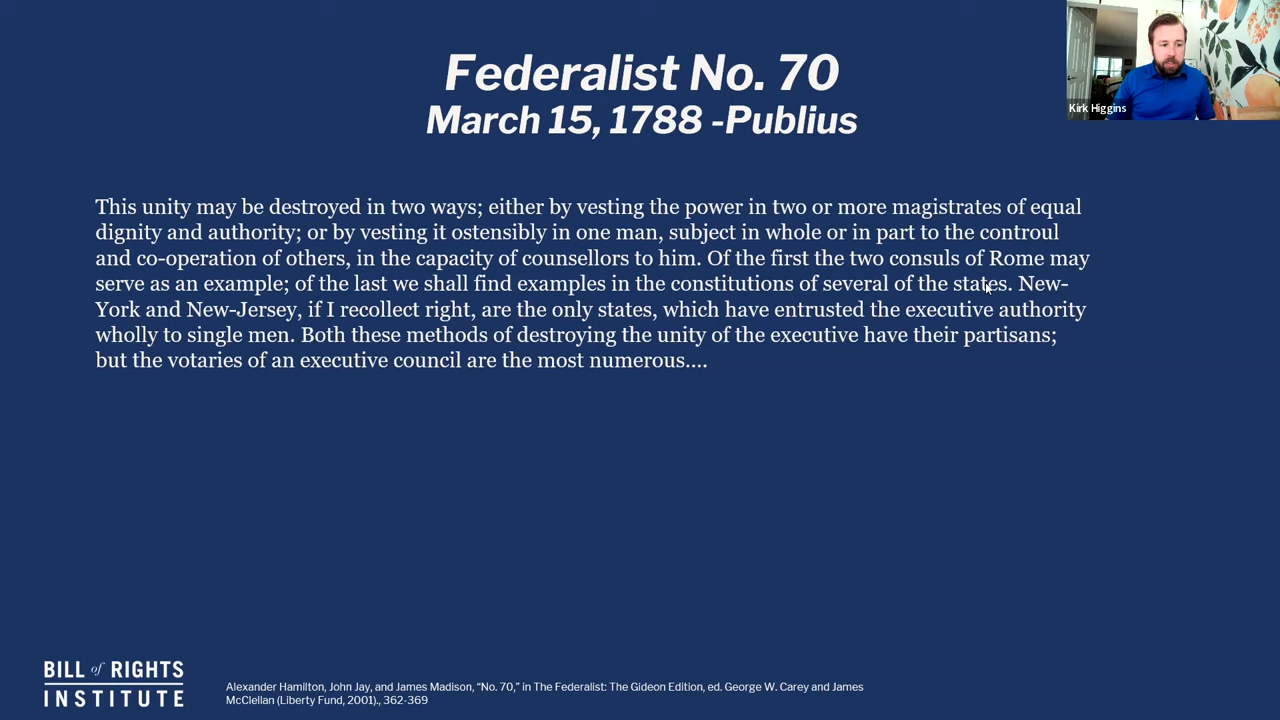 Federalist No. 70
March 15, 1788 -Publius
Kirk Higgins
This unity may be destroyed in two ways; either by vesting the power in two or more magistrates of equal
dignity and authority; or by vesting it ostensibly in one man, subject in whole or in part to the controul
and co-operation of others, in the capacity of counsellors to him. Of the first the two consuls of Rome may
serve as an example; of the last we shall find examples in the constitutions of several of the states. New-
York and New-Jersey, if I recollect right, are the only states, which have entrusted the executive authority
wholly to single men. Both these methods of destroying the unity of the executive have their partisans;
but the votaries of an executive council are the most numerous....
BILL of RIGHTS
INSTITUTE
Alexander Hamilton, John Jay, and James Madison, “No. 70,” in The Federalist: The Gideon Edition, ed. George W. Carey and James
McClellan (Liberty Fund, 2001)., 362-369